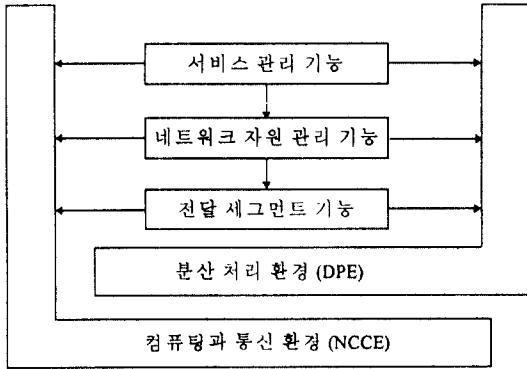 서비스 관리 기능
네트워크 자원 관리 기능
전달 세그먼트 기능
분산 처리 환경 (DPE)
컴퓨팅과 통신 환경 (NCCE)